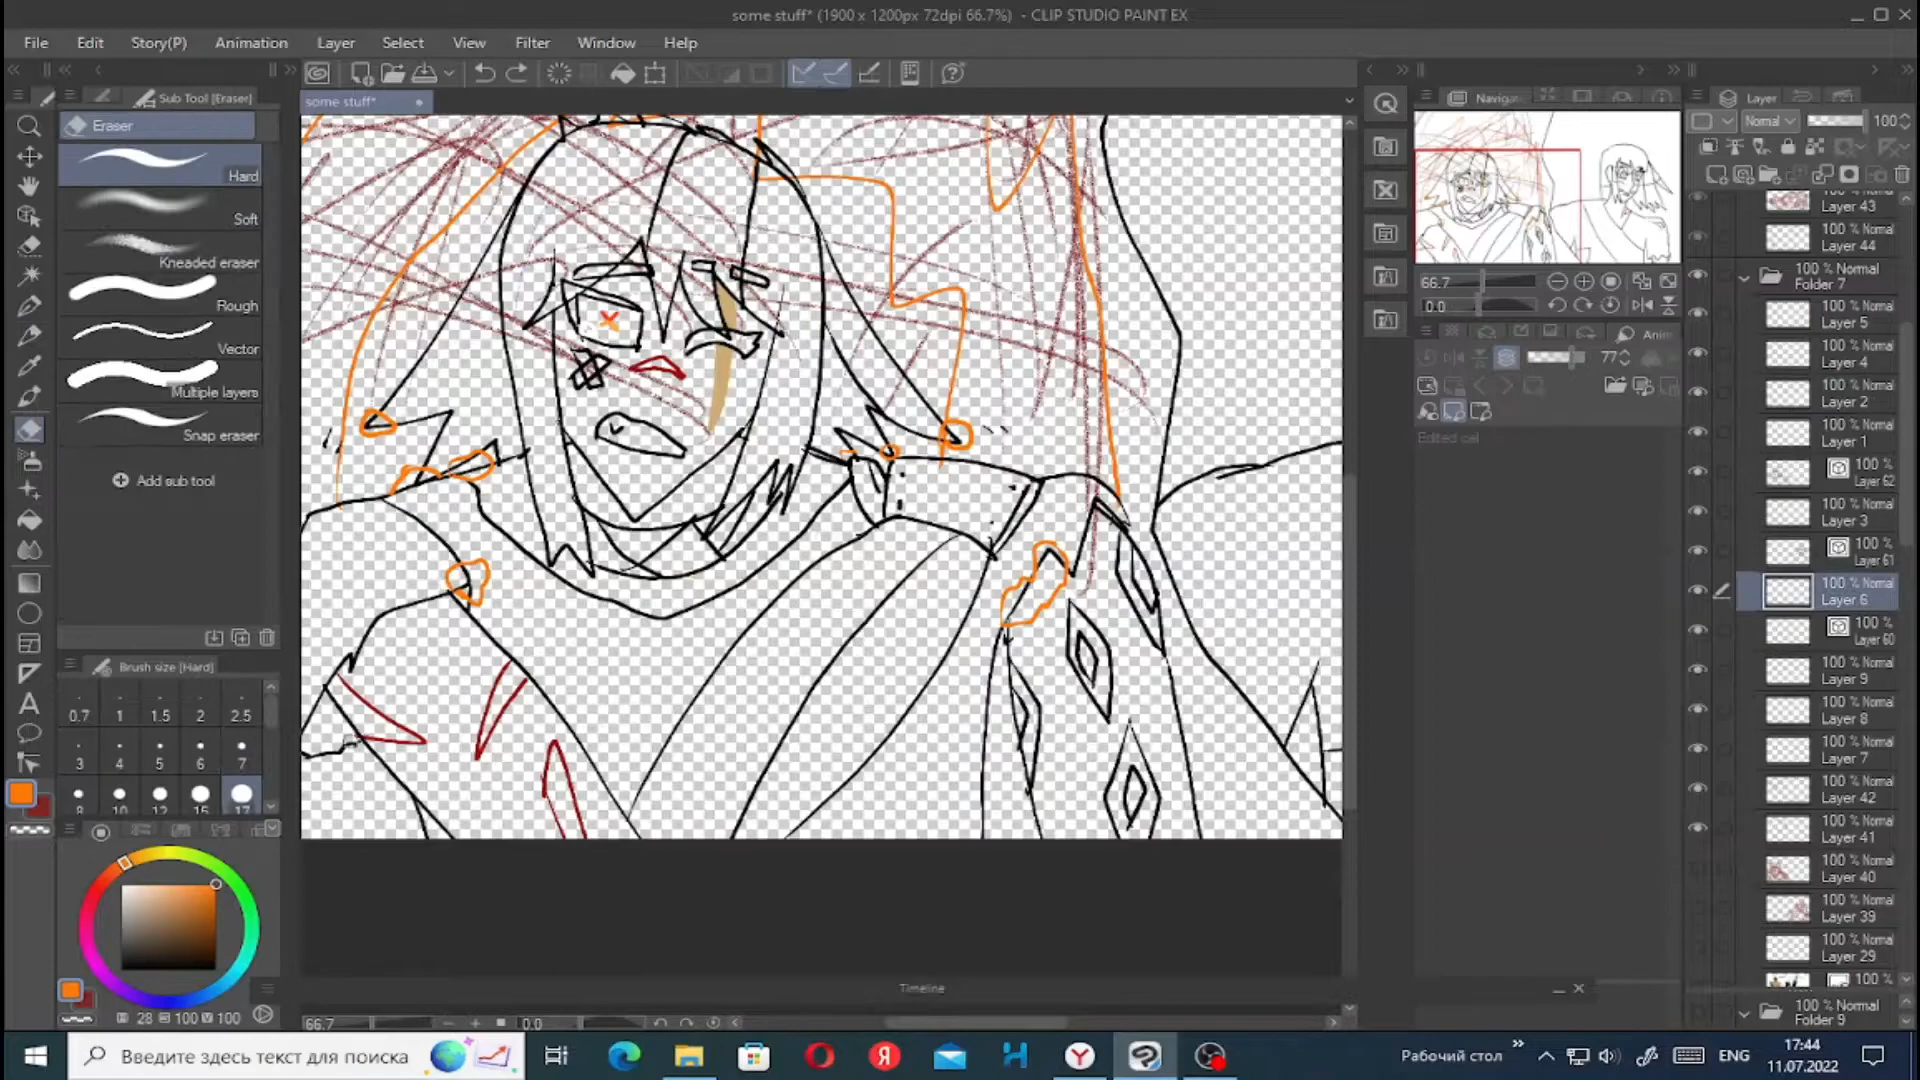 some stuff* (1900 x 1200px 72dpi 66.7%) - CLIP STUDIO PAINT EX
File Edit Story(P) Animation Layer Select View Filter Window Help
Sub Tool [Eraser]
some stuff*
Eraser
Hard
Soft
Kneaded eraser
Rough
Vector
Multiple layers
Snap eraser
Add sub tool
Brush size [Hard]
0.7 1 1.5 2 2.5
3 4 5 6 7
8 10 12 15 17
28 100 100
66.7 0.0
Timeline
66.7
0.0
77
Edited cel
Layer
Normal 100
Layer 43
Layer 44
100 % Normal
Folder 7
100 % Normal
Layer 5
100 % Normal
Layer 4
100 % Normal
Layer 2
100 % Normal
Layer 1
100 %
Layer 62
100 % Normal
Layer 3
100 %
Layer 61
100 % Normal
Layer 6
100 %
Layer 60
100 % Normal
Layer 9
100 % Normal
Layer 8
100 % Normal
Layer 7
100 % Normal
Layer 42
100 % Normal
Layer 41
100 % Normal
Layer 40
100 % Normal
Layer 39
100 % Normal
Layer 29
100 %
100 % Normal
Folder 9
Введите здесь текст для поиска
Рабочий стол
ENG
17:44
11.07.2022